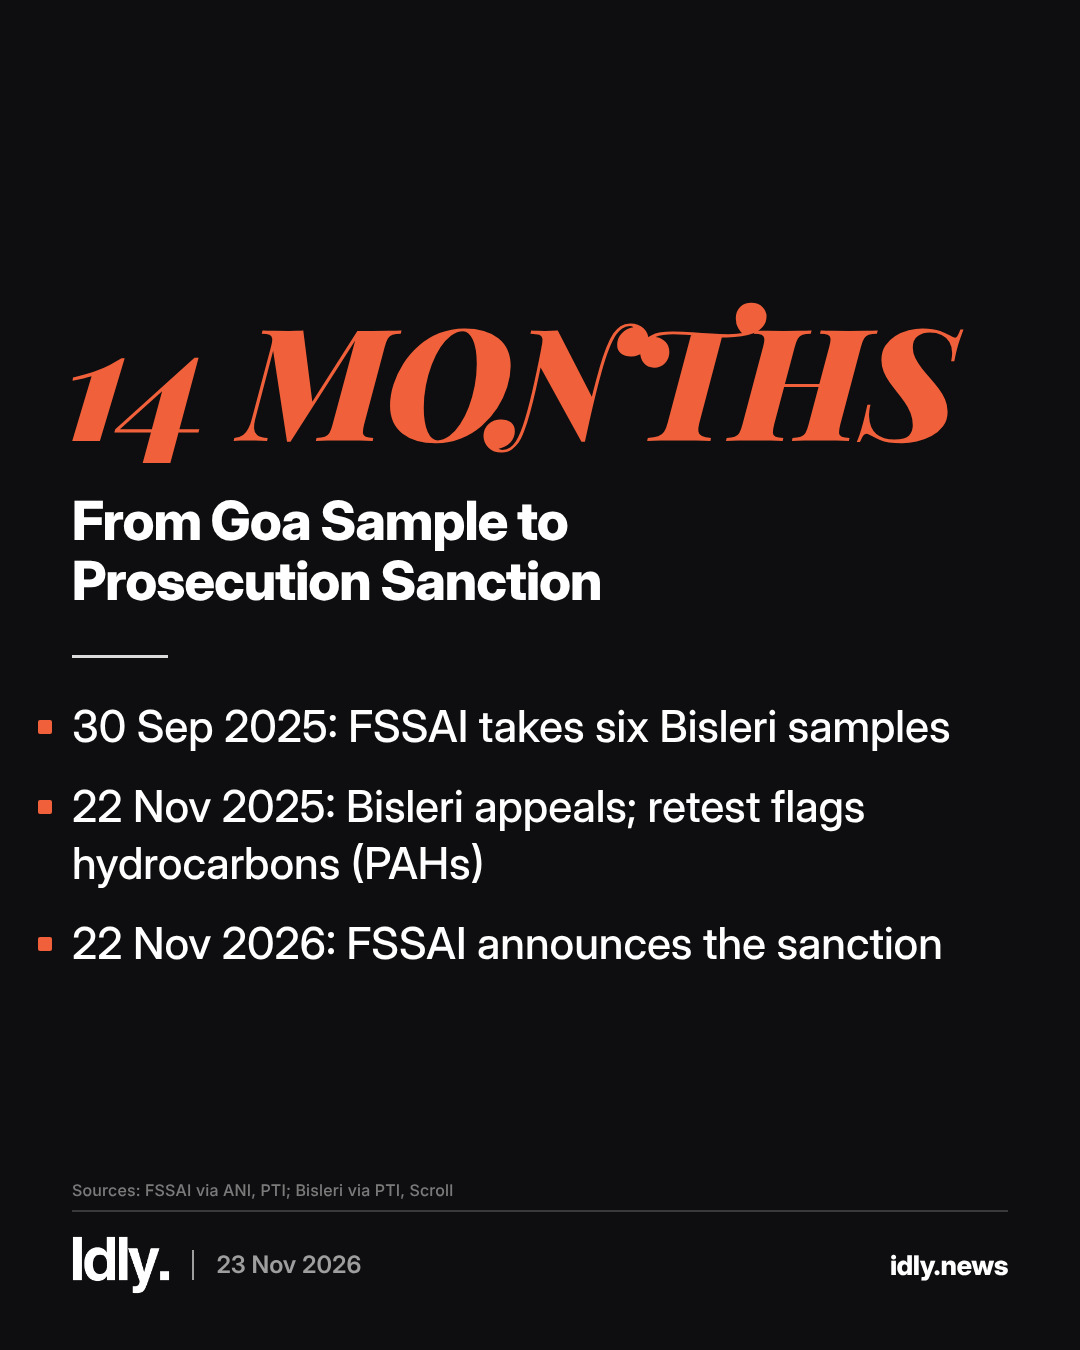 14 MONTHS
From Goa Sample to
Prosecution Sanction
30 Sep 2025: FSSAI takes six Bisleri samples
22 Nov 2025: Bisleri appeals; retest flags
hydrocarbons (PAHs)
22 Nov 2026: FSSAI announces the sanction
Sources: FSSAI via ANI, PTI; Bisleri via PTI, Scroll
Idly. | 23 Nov 2026
idly.news